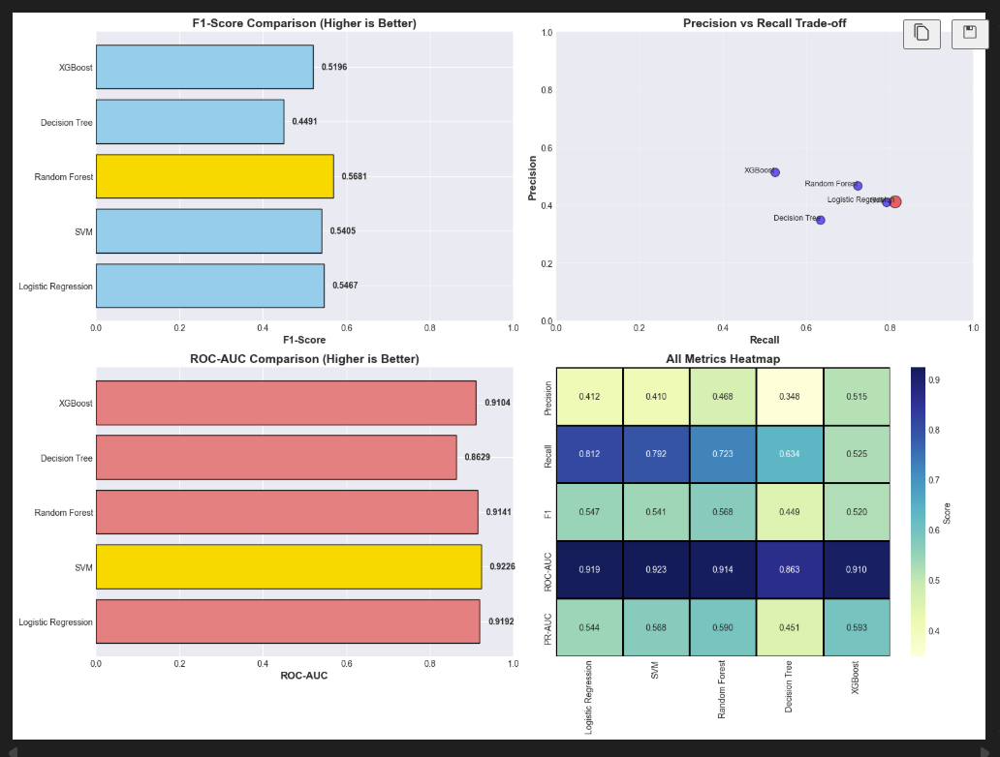 F1-Score Comparison (Higher is Better)
XGBoost
0.5196
Decision Tree
0.4491
Random Forest
0.5681
SVM
0.5405
Logistic Regression
0.5467
0.0 0.2 0.4 0.6 0.8 1.0
F1-Score
Precision vs Recall Trade-off
1.0
0.8
0.6
0.4
0.2
0.0
Precision
XGBoost
Random Forest
Logistic Regression
Decision Tree
0.0 0.2 0.4 0.6 0.8 1.0
Recall
ROC-AUC Comparison (Higher is Better)
XGBoost
0.9104
Decision Tree
0.8629
Random Forest
0.9141
SVM
0.9226
Logistic Regression
0.9192
0.0 0.2 0.4 0.6 0.8 1.0
ROC-AUC
All Metrics Heatmap
Precision 0.412 0.410 0.468 0.348 0.515
Recall 0.812 0.792 0.723 0.634 0.525
F1 0.547 0.541 0.568 0.449 0.520
ROC-AUC 0.919 0.923 0.914 0.863 0.910
PR-AUC 0.544 0.568 0.590 0.451 0.593
Logistic Regression
SVM
Random Forest
Decision Tree
XGBoost
0.9
0.8
0.7
0.6
0.5
0.4
Score